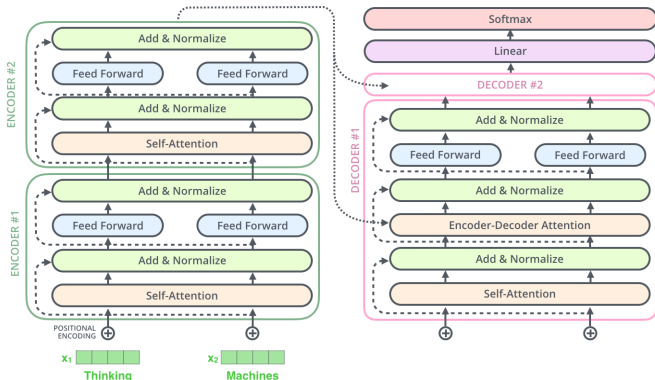 ENCODER #2
Add & Normalize
Feed Forward
Feed Forward
Add & Normalize
Self-Attention
ENCODER #1
Add & Normalize
Feed Forward
Feed Forward
Add & Normalize
Self-Attention
POSITIONAL
ENCODING
x1
Thinking
x2
Machines
Softmax
Linear
DECODER #2
DECODER #1
Add & Normalize
Feed Forward
Feed Forward
Add & Normalize
Encoder-Decoder Attention
Add & Normalize
Self-Attention